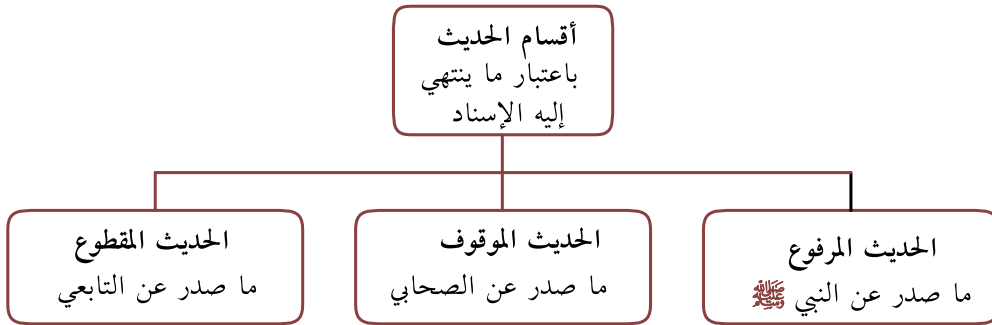 أقسام الحديث
باعتبار ما ينتهي
إليه الإسناد
الحديث المرفوع
ما صدر عن النبي ﷺ
الحديث الموقوف
ما صدر عن الصحابي
الحديث المقطوع
ما صدر عن التابعي